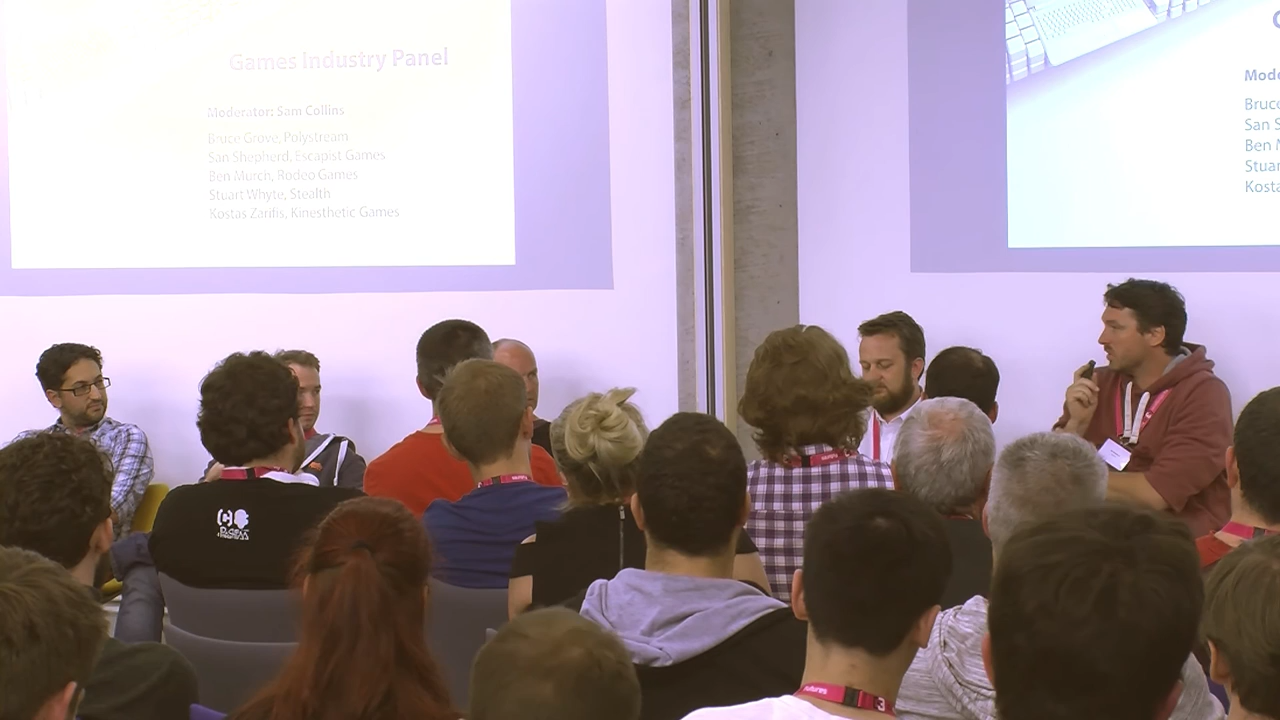 Games Industry Panel
Moderator: Sam Collins
Bruce Grove, Polystream
San Shepherd, Escapist Games
Ben Murch, Rodeo Games
Stuart Whyte, Stealth
Kostas Zarifis, Kinesthetic Games
Mode
Bruce
San S
Ben M
Stuar
Kosta